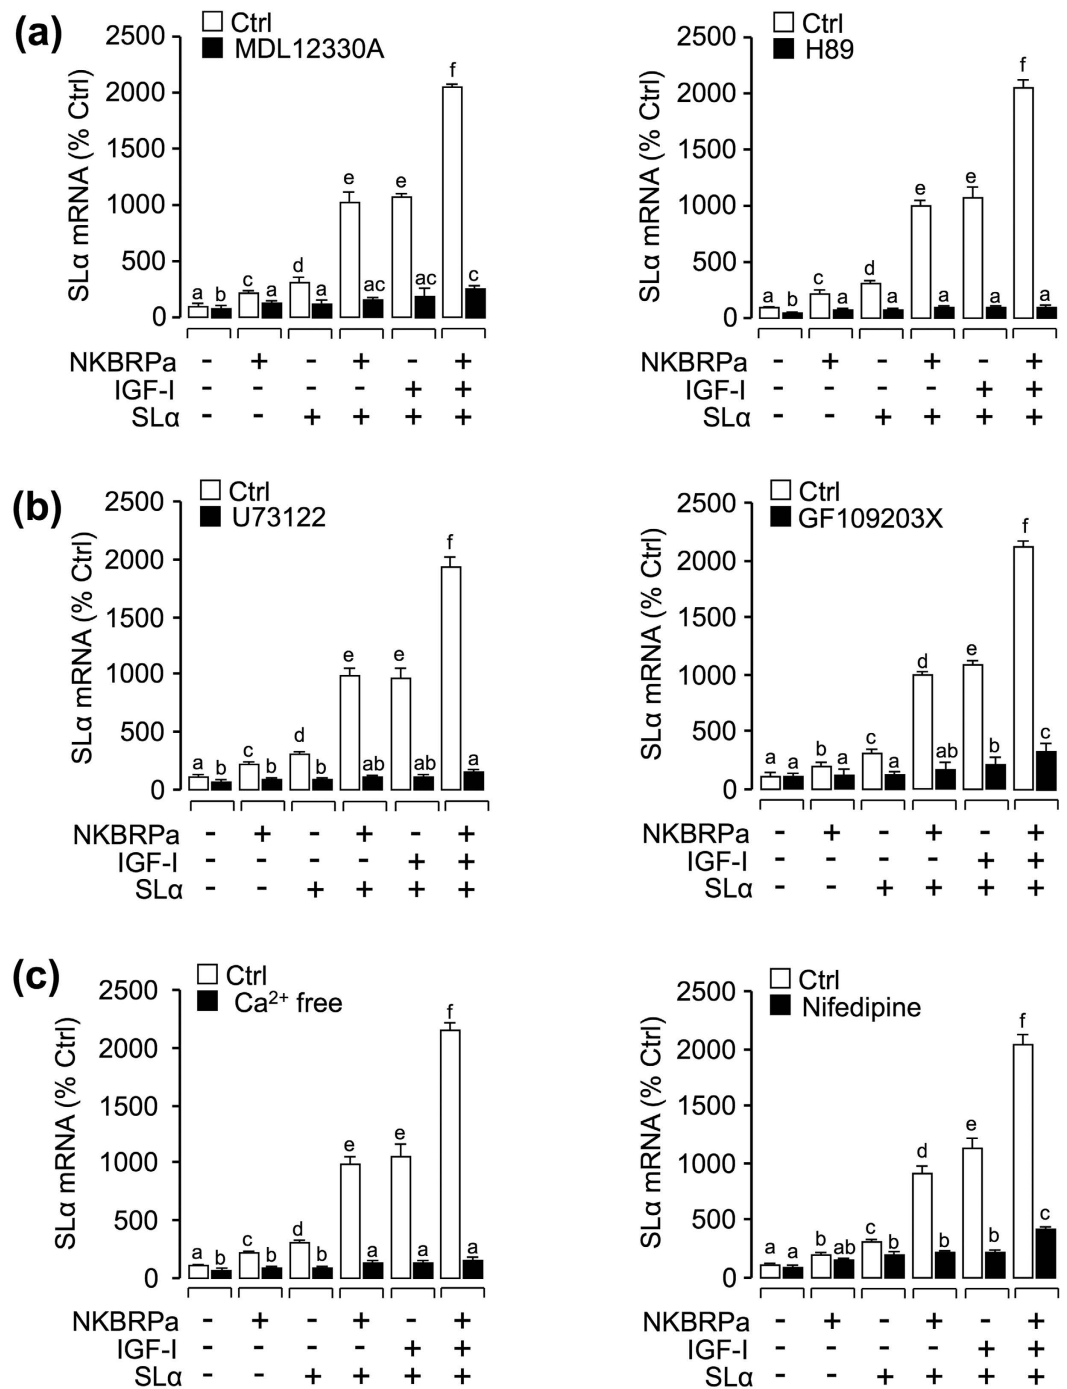 (a)
Ctrl
MDL12330A
SLα mRNA (% Ctrl)
2500
2000
1500
1000
500
0
a b c a d a e ac e ac f c
NKBRPa - + - + - +
IGF-I - - - - + +
SLα - - + + + +
Ctrl
H89
SLα mRNA (% Ctrl)
2500
2000
1500
1000
500
0
a b c a d a e a e a f a
NKBRPa - + - + - +
IGF-I - - - - + +
SLα - - + + + +
(b)
Ctrl
U73122
SLα mRNA (% Ctrl)
2500
2000
1500
1000
500
0
a b c b d b e ab e ab f a
NKBRPa - + - + - +
IGF-I - - - - + +
SLα - - + + + +
Ctrl
GF109203X
SLα mRNA (% Ctrl)
2500
2000
1500
1000
500
0
a a b a c a d ab e b f c
NKBRPa - + - + - +
IGF-I - - - - + +
SLα - - + + + +
(c)
Ctrl
Ca²⁺ free
SLα mRNA (% Ctrl)
2500
2000
1500
1000
500
0
a b c b d b e a e a f a
NKBRPa - + - + - +
IGF-I - - - - + +
SLα - - + + + +
Ctrl
Nifedipine
SLα mRNA (% Ctrl)
2500
2000
1500
1000
500
0
a a b ab c b d b e b f c
NKBRPa - + - + - +
IGF-I - - - - + +
SLα - - + + + +